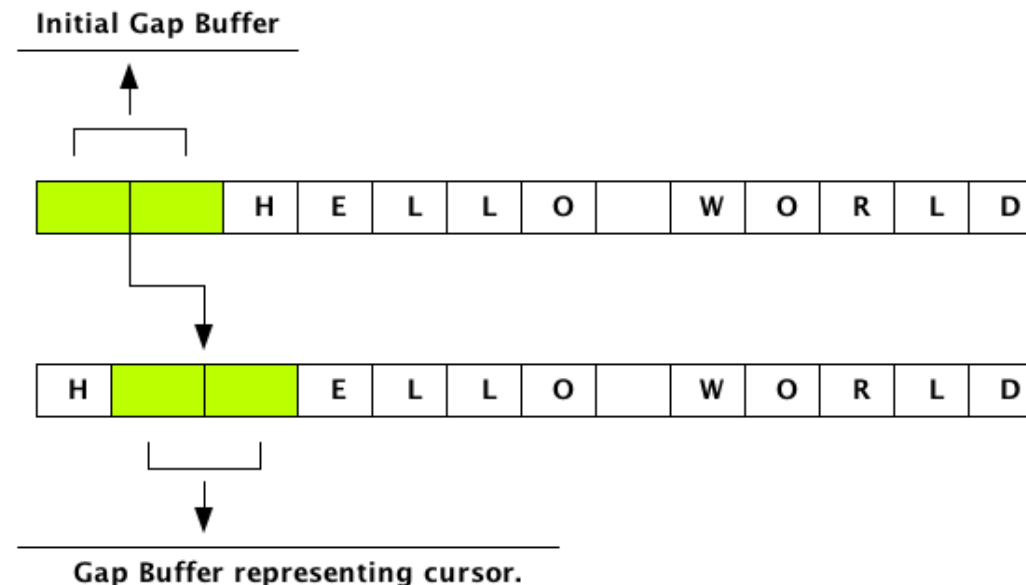 Initial Gap Buffer
H E L L O W O R L D
H E L L O W O R L D
Gap Buffer representing cursor.